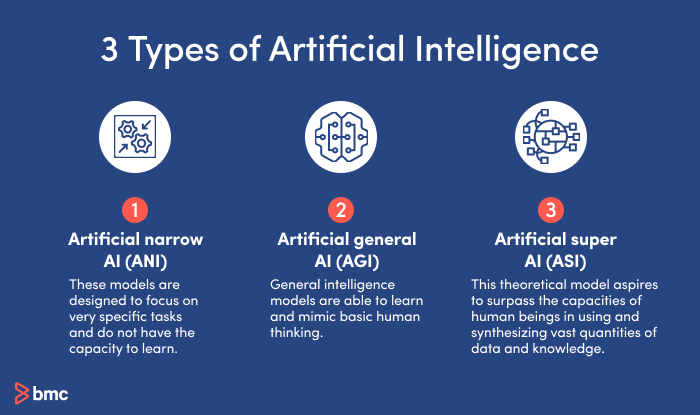 3 Types of Artificial Intelligence
1
Artificial narrow
AI (ANI)
These models are
designed to focus on
very specific tasks
and do not have the
capacity to learn.
2
Artificial general
AI (AGI)
General intelligence
models are able to learn
and mimic basic human
thinking.
3
Artificial super
AI (ASI)
This theoretical model aspires
to surpass the capacities of
human beings in using and
synthesizing vast quantities of
data and knowledge.
bmc